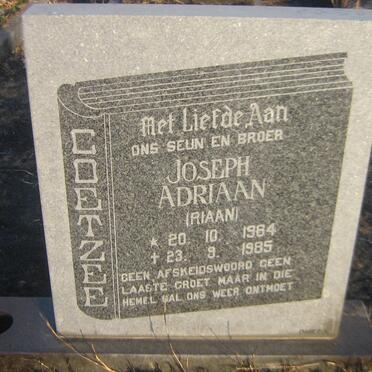 COETZEE
Met Liefde Aan
ONS SEUN EN BROER
JOSEPH
ADRIAAN
(RIAAN)
* 20. 10. 1964
† 23. 9. 1985
GEEN AFSKEIDSWOORD GEEN
LAASTE GROET MAAR IN DIE
HEMEL SAL ONS WEER ONTMOET